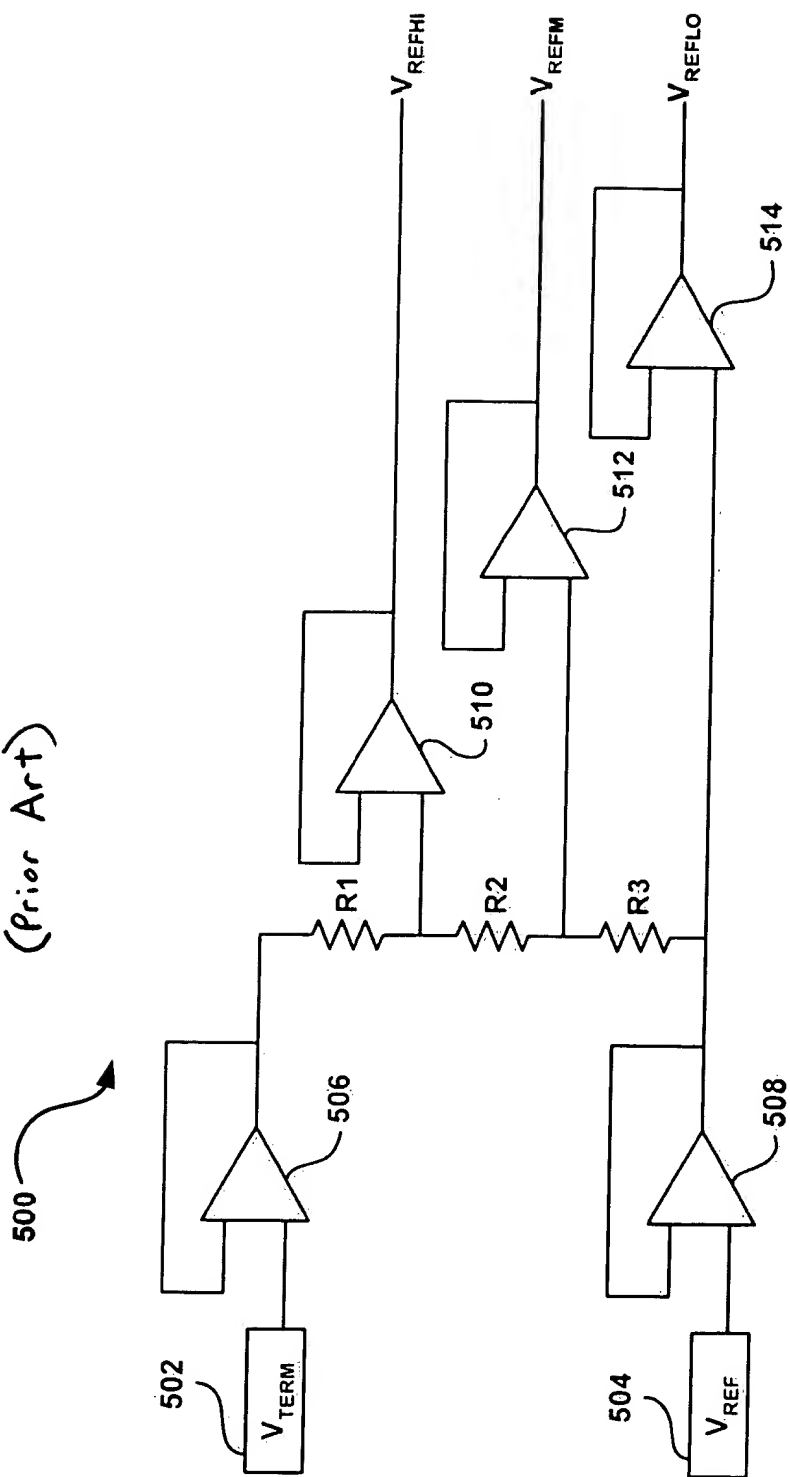 (Prior Art)
500
502
V_TERM
506
R1
510
V_REFHI
R2
512
V_REFM
R3
514
V_REFLO
504
V_REF
508